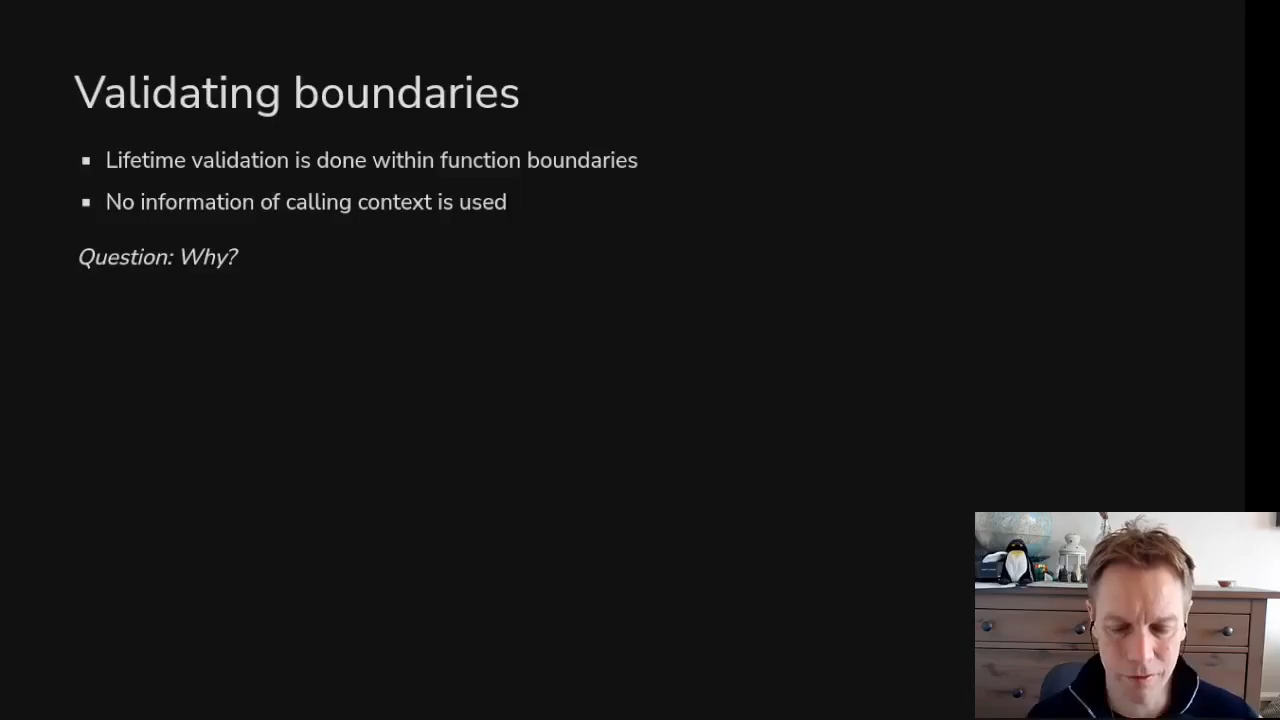 Validating boundaries
▪ Lifetime validation is done within function boundaries
▪ No information of calling context is used
Question: Why?